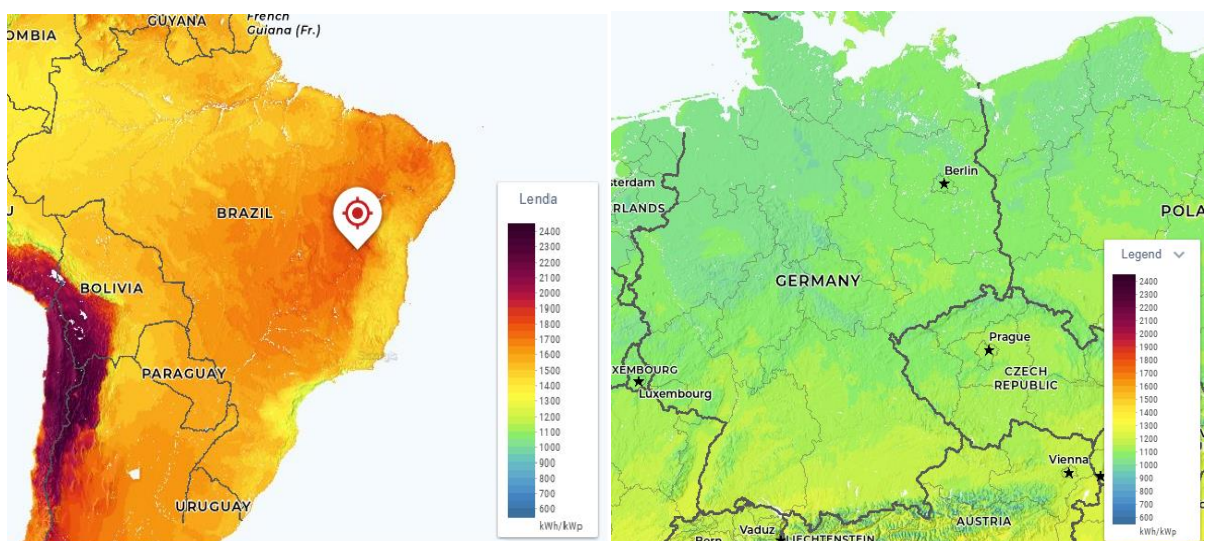 GUYANA
French
Guiana (Fr.)
OMBIA
BRAZIL
BOLIVIA
PARAGUAY
URUGUAY
Lenda
2400
2300
2200
2100
2000
1900
1800
1700
1600
1500
1400
1300
1200
1100
1000
900
800
700
600
kWh/kWp
Berlin
sterdam
ERLANDS
POLA
GERMANY
Prague
CZECH
REPUBLIC
XEMBOURG
Luxembourg
Vienna
Vaduz
AUSTRIA
Bern
LIECHTENSTEIN
Legend
2400
2300
2200
2100
2000
1900
1800
1700
1600
1500
1400
1300
1200
1100
1000
900
800
700
600
kWh/kWp